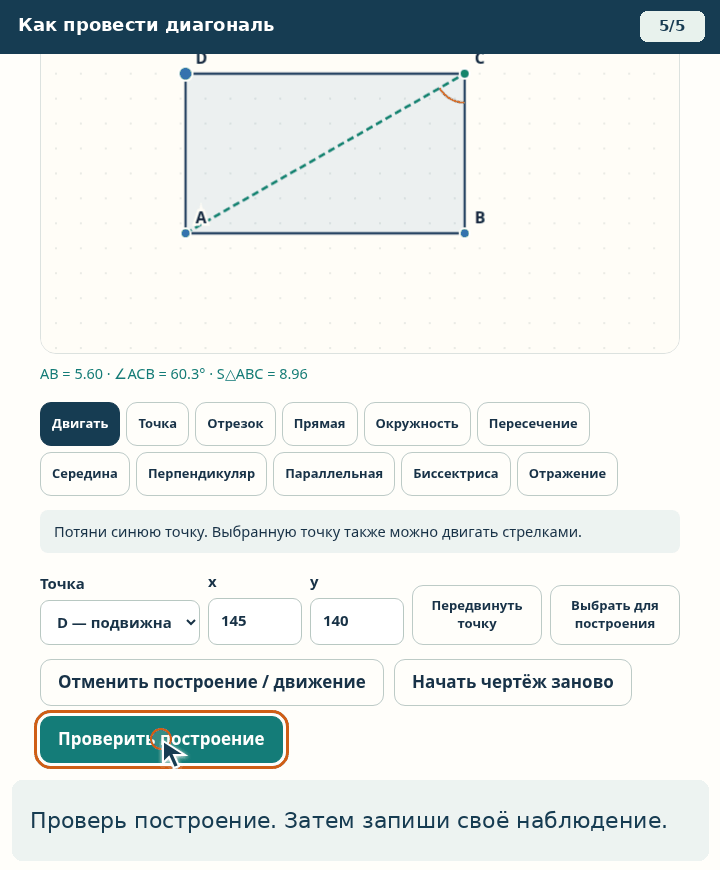 Как провести диагональ
5/5
D
C
A
B
AB = 5.60 · ∠ACB = 60.3° · S△ABC = 8.96
Двигать
Точка
Отрезок
Прямая
Окружность
Пересечение
Середина
Перпендикуляр
Параллельная
Биссектриса
Отражение
Потяни синюю точку. Выбранную точку также можно двигать стрелками.
Точка
x
y
D — подвижна
145
140
Передвинуть
точку
Выбрать для
построения
Отменить построение / движение
Начать чертёж заново
Проверить построение
Проверь построение. Затем запиши своё наблюдение.